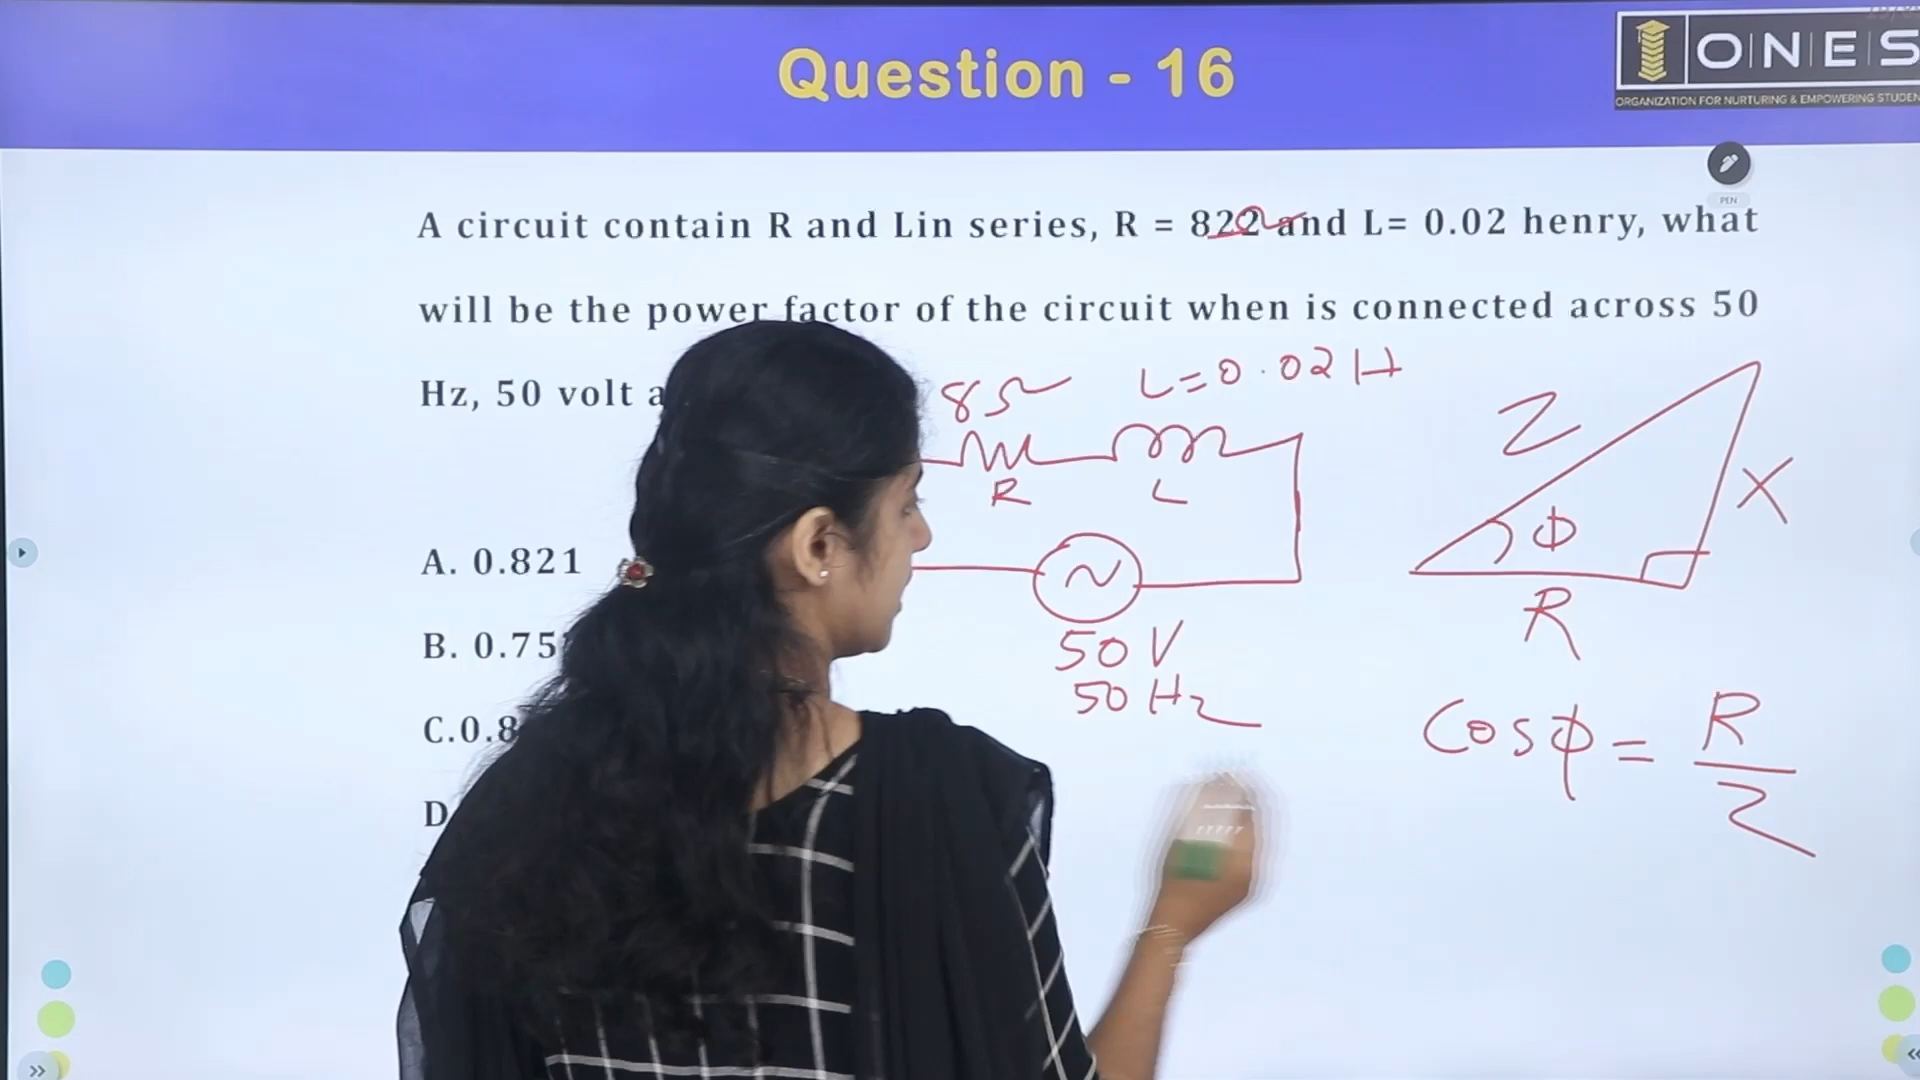 Question - 16
ONES
ORGANIZATION FOR NURTURING & EMPOWERING
PEN
A circuit contain R and Lin series, R = 822 and L= 0.02 henry, what
will be the power factor of the circuit when is connected across 50
Hz, 50 volt
8Ω
L=0.02H
R
L
50V
50Hz
Z
X
Φ
R
Cosφ = R
Z
A. 0.821
B. 0.75
C.0.8
D